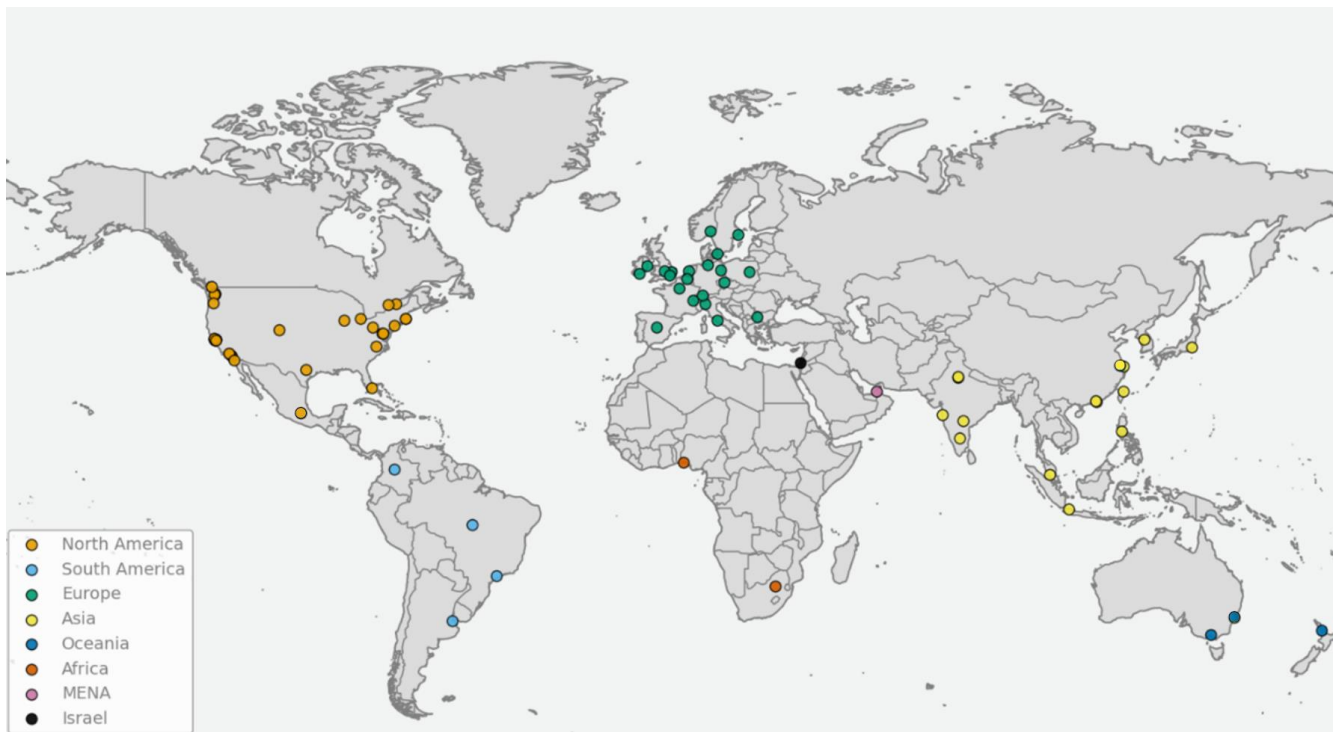 North America
South America
Europe
Asia
Oceania
Africa
MENA
Israel